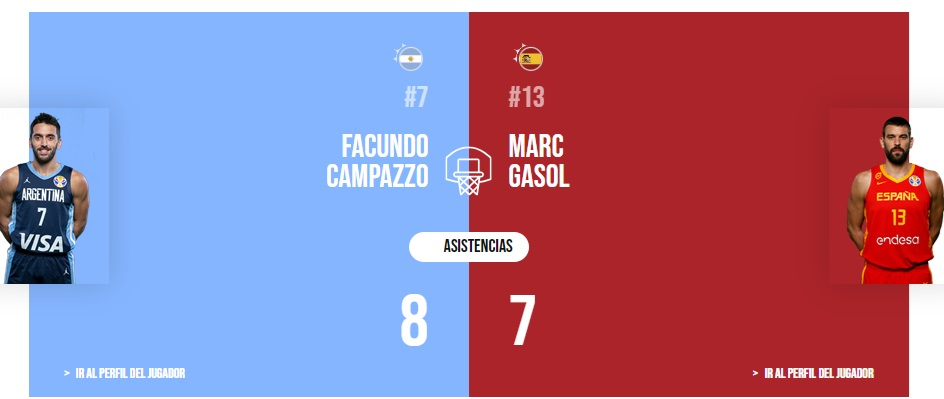 #7
#13
FACUNDO
CAMPAZZO
MARC
GASOL
ARGENTINA
7
VISA
ESPAÑA
13
endesa
ASISTENCIAS
8
7
> IR AL PERFIL DEL JUGADOR
> IR AL PERFIL DEL JUGADOR